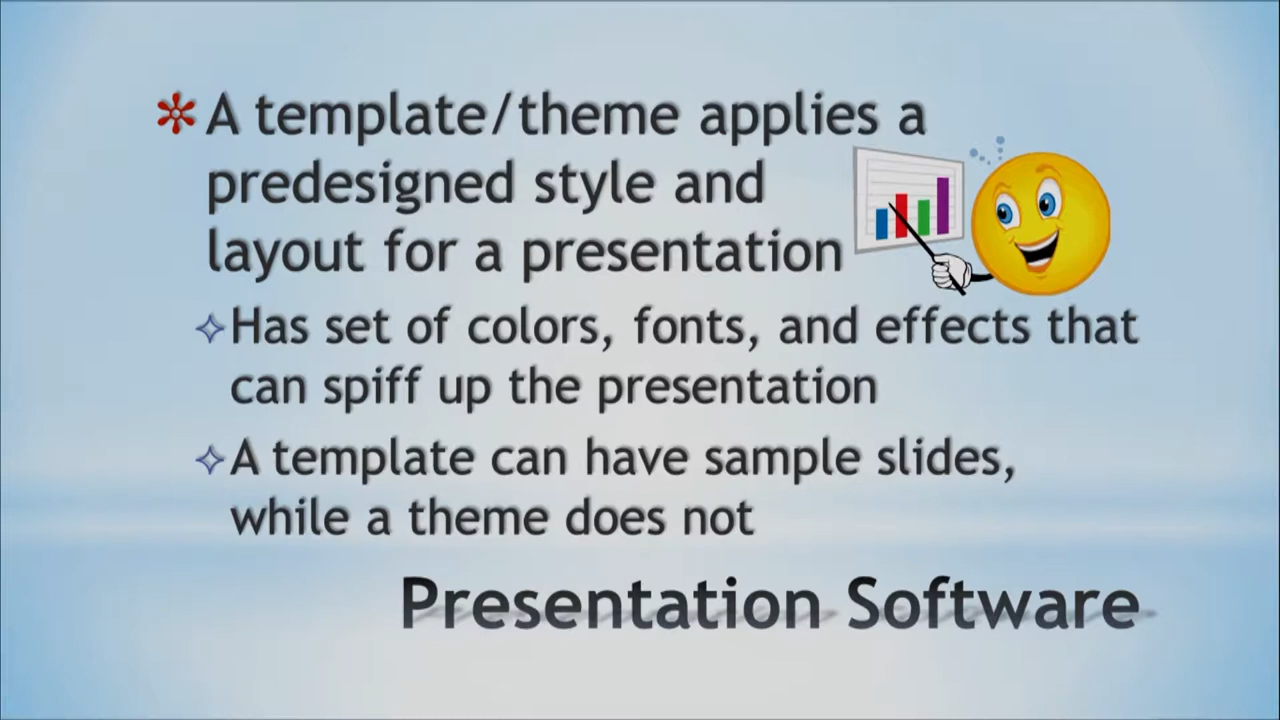 A template/theme applies a
predesigned style and
layout for a presentation
Has set of colors, fonts, and effects that
can spiff up the presentation
A template can have sample slides,
while a theme does not
Presentation Software